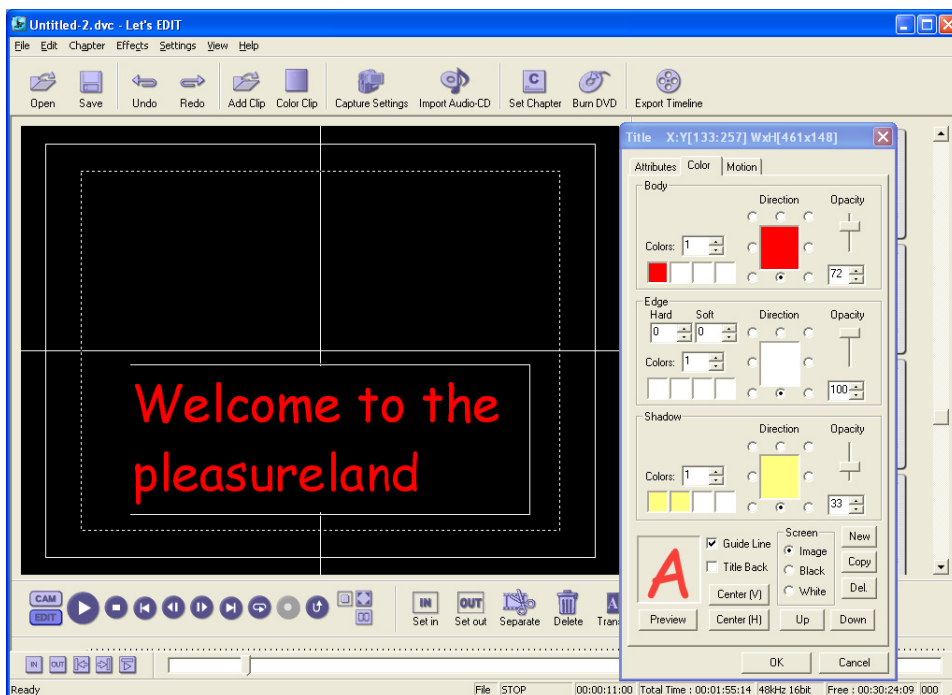 Untitled-2.dvc - Let's EDIT
File Edit Chapter Effects Settings View Help
Open Save Undo Redo Add Clip Color Clip Capture Settings Import Audio-CD Set Chapter Burn DVD Export Timeline
Welcome to the
pleasureland
CAM
EDIT
IN OUT
Set in Set out Separate Delete
IN OUT
Title X:Y[133:257] WxH[461x148]
Attributes Color Motion
Body
Direction Opacity
Colors: 1
72
Edge
Hard Soft Direction Opacity
0 0
Colors: 1
100
Shadow
Direction Opacity
Colors: 1
33
A
Guide Line
Title Back
Center (V)
Center (H)
Preview
Screen
Image
Black
White
New
Copy
Del.
Up Down
OK Cancel
Ready File STOP 00:00:11:00 Total Time : 00:01:55:14 48kHz 16bit Free : 00:30:24:09 000